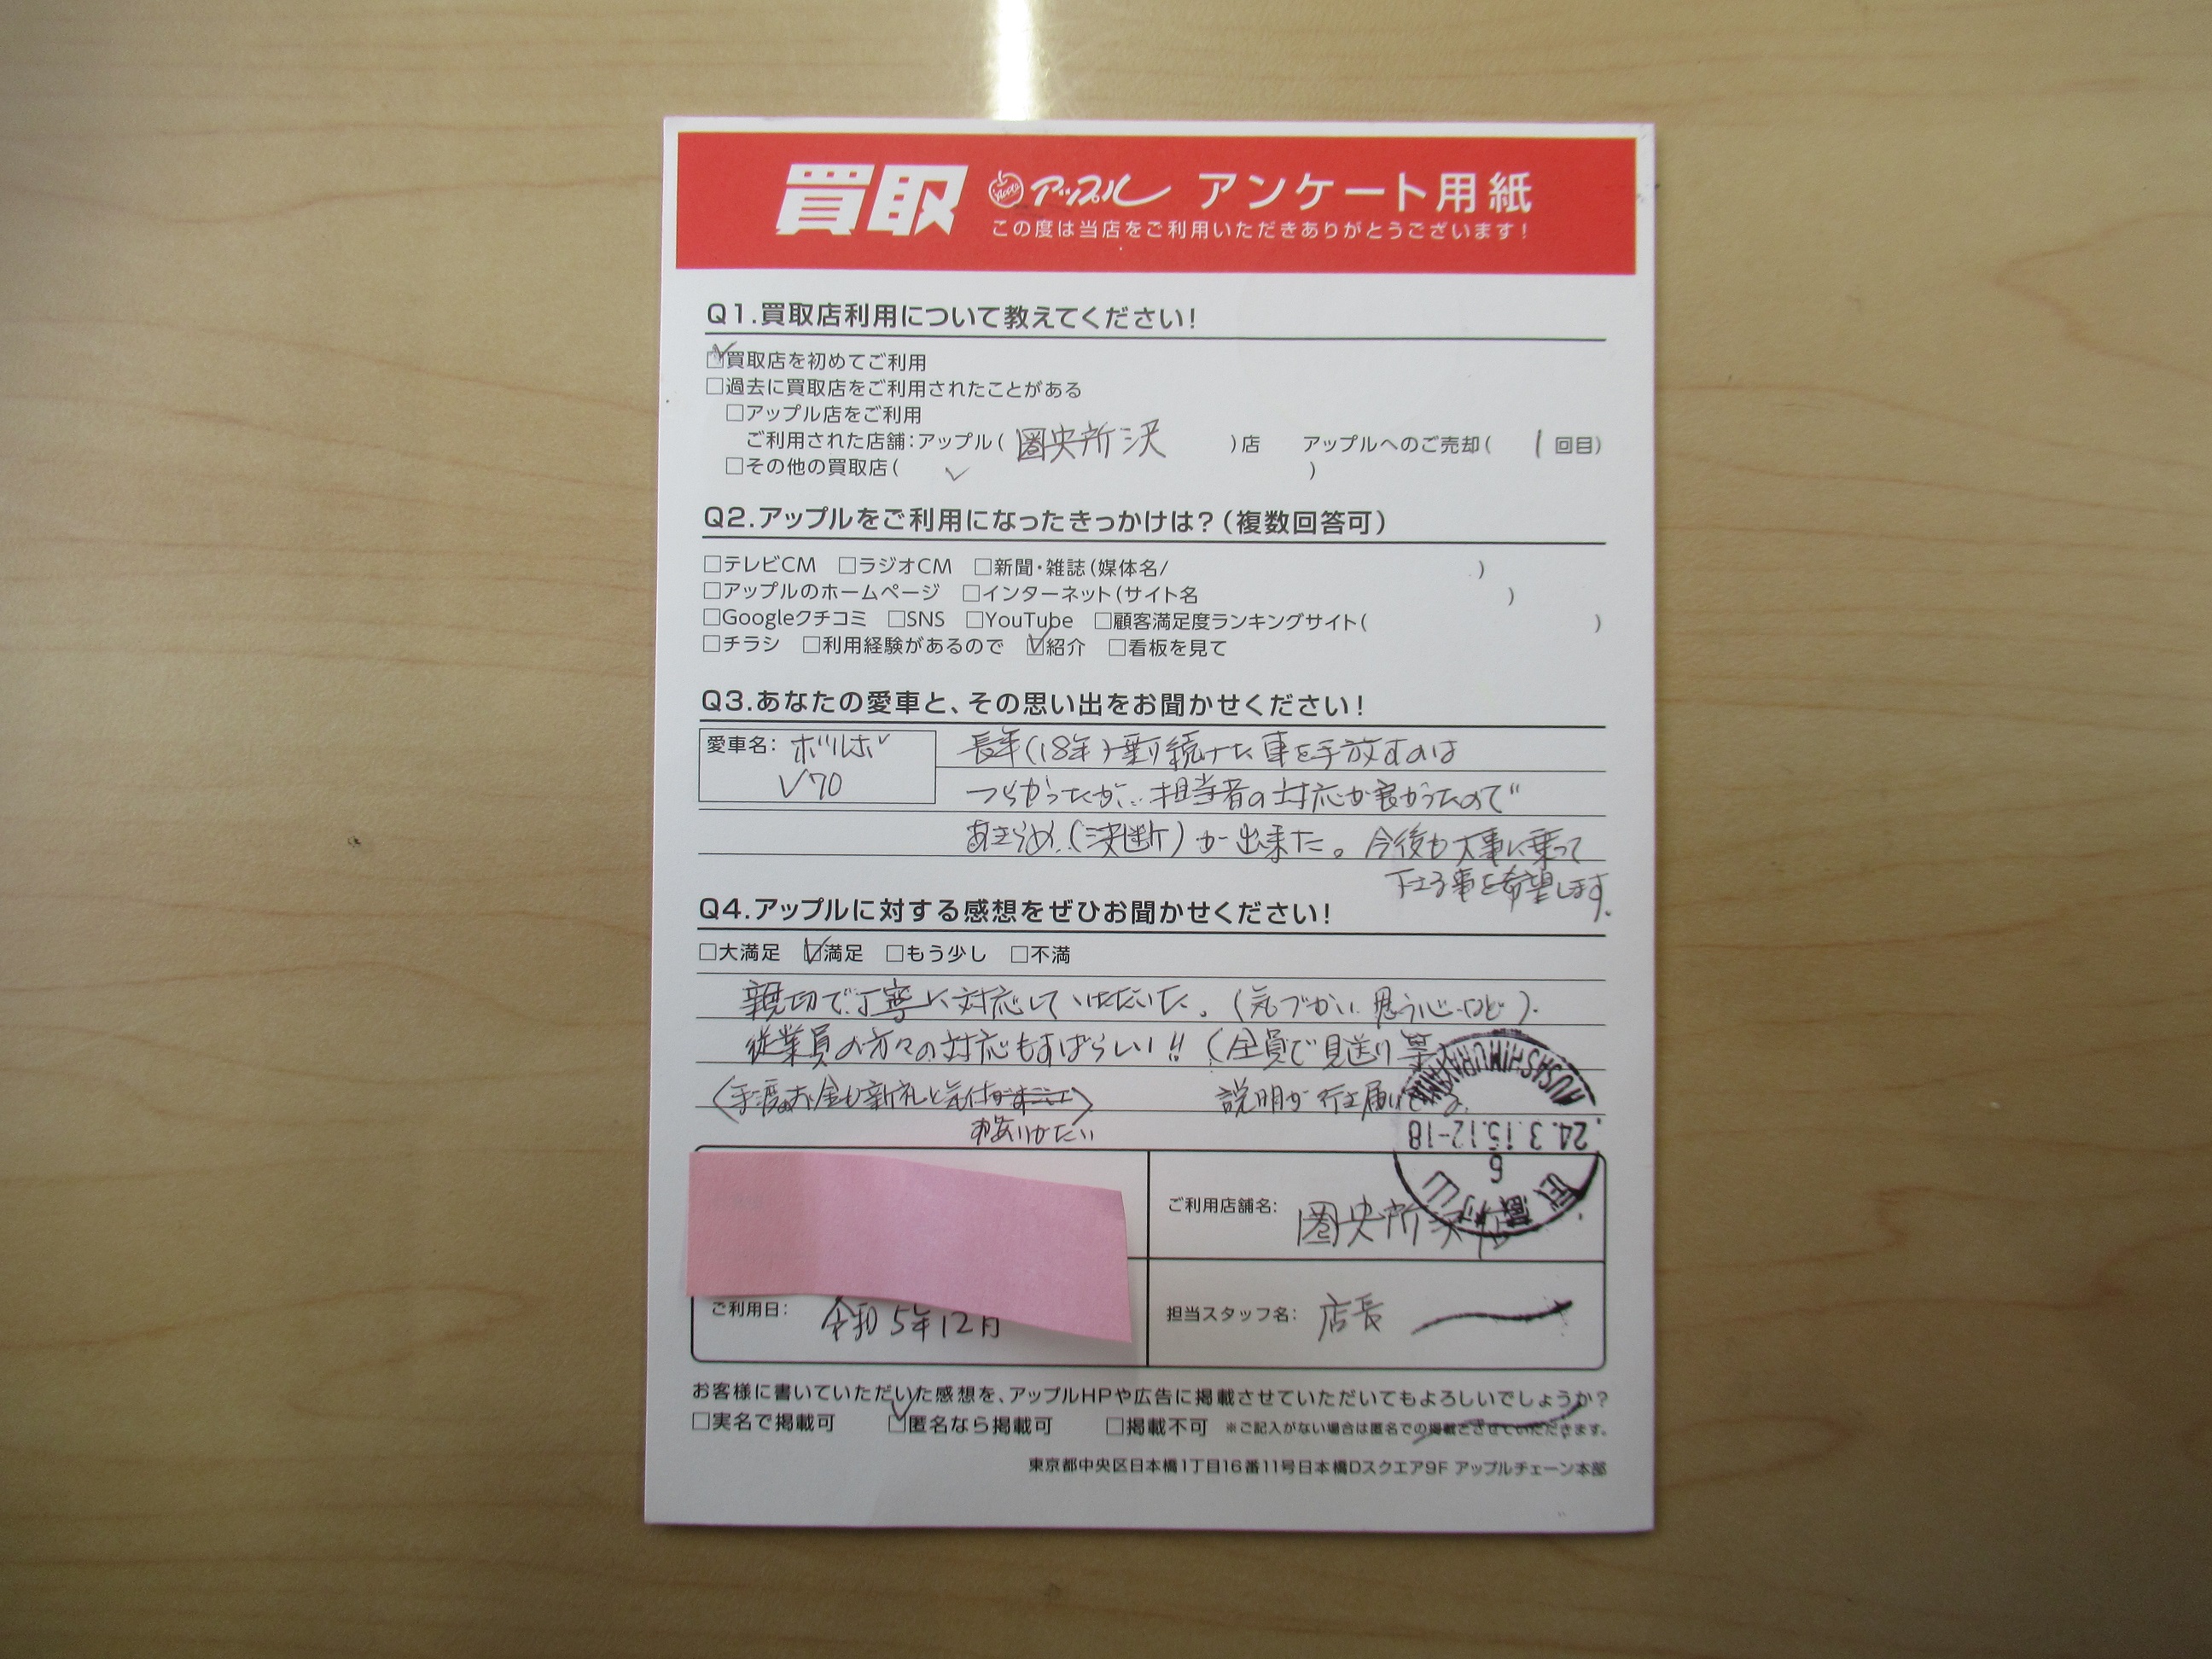 買取 アップル アンケート用紙
この度は当店をご利用いただきありがとうございます!
Q1.買取店利用について教えてください!
☑買取店を初めてご利用
□過去に買取店をご利用されたことがある
□アップル店をご利用
ご利用された店舗:アップル(圏央所沢)店 アップルへのご売却(1回目)
□その他の買取店( ✓ )
Q2.アップルをご利用になったきっかけは?(複数回答可)
□テレビCM □ラジオCM □新聞・雑誌(媒体名/ )
□アップルのホームページ □インターネット(サイト名 )
□Googleクチコミ □SNS □YouTube □顧客満足度ランキングサイト( )
□チラシ □利用経験があるので ☑紹介 □看板を見て
Q3.あなたの愛車と、その思い出をお聞かせください!
愛車名: ボルボ
V70
長年(18年)乗り続けた車を手放すのは
つらかったが、担当者の対応が良かったので
あきらめ(決断)が出来た。今後も大事に乗って
下さる事を希望します。
Q4.アップルに対する感想をぜひお聞かせください!
□大満足 ☑満足 □もう少し □不満
親切で丁寧に対応していただいた。(気づかい 思う心など)
従業員の方々の対応もすばらしい!!(全員で見送り等
(手渡のお金も新札と気付が 説明が行き届い
ご利用店舗名: 圏央所沢
ご利用日: 令和5年12月
担当スタッフ名: 店長
MUSASHIMURAYAMA
24.3.15.12-18
6
武蔵村山
お客様に書いていただいた感想を、アップルHPや広告に掲載させていただいてもよろしいでしょうか?
□実名で掲載可 ☑匿名なら掲載可 □掲載不可 ※ご記入がない場合は匿名での掲載とさせていただきます。
東京都中央区日本橋1丁目16番11号日本橋Dスクエア9F アップルチェーン本部